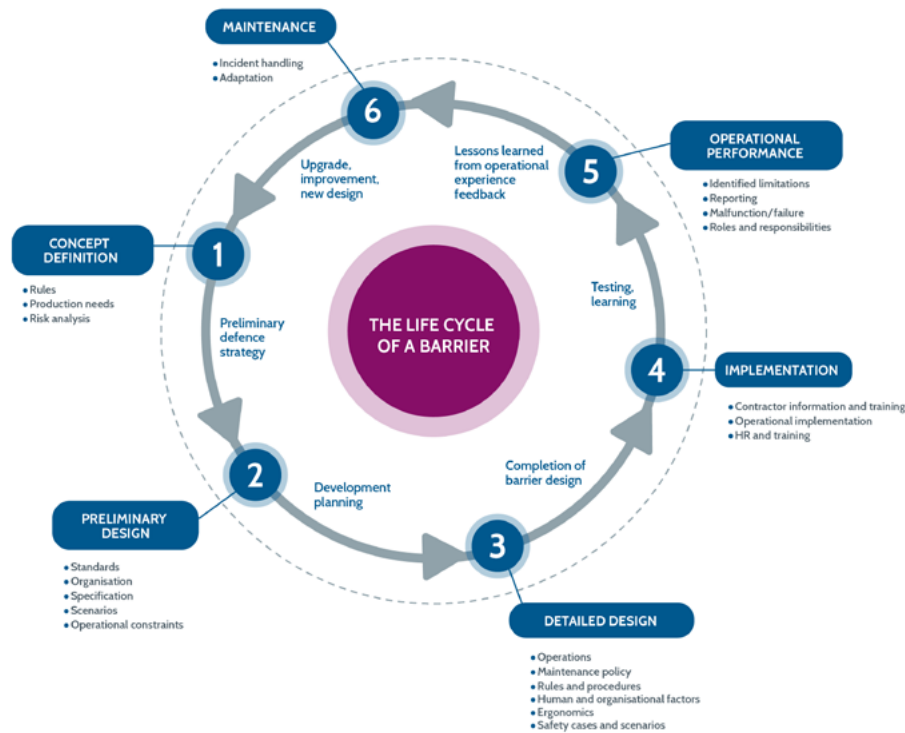 THE LIFE CYCLE
OF A BARRIER
1
CONCEPT
DEFINITION
• Rules
• Production needs
• Risk analysis
Preliminary
defence
strategy
2
PRELIMINARY
DESIGN
• Standards
• Organisation
• Specification
• Scenarios
• Operational constraints
Development
planning
3
DETAILED DESIGN
• Operations
• Maintenance policy
• Rules and procedures
• Human and organisational factors
• Ergonomics
• Safety cases and scenarios
Completion of
barrier design
4
IMPLEMENTATION
• Contractor information and training
• Operational implementation
• HR and training
Testing,
learning
5
OPERATIONAL
PERFORMANCE
• Identified limitations
• Reporting
• Malfunction/failure
• Roles and responsibilities
Lessons learned
from operational
experience
feedback
6
MAINTENANCE
• Incident handling
• Adaptation
Upgrade,
improvement,
new design